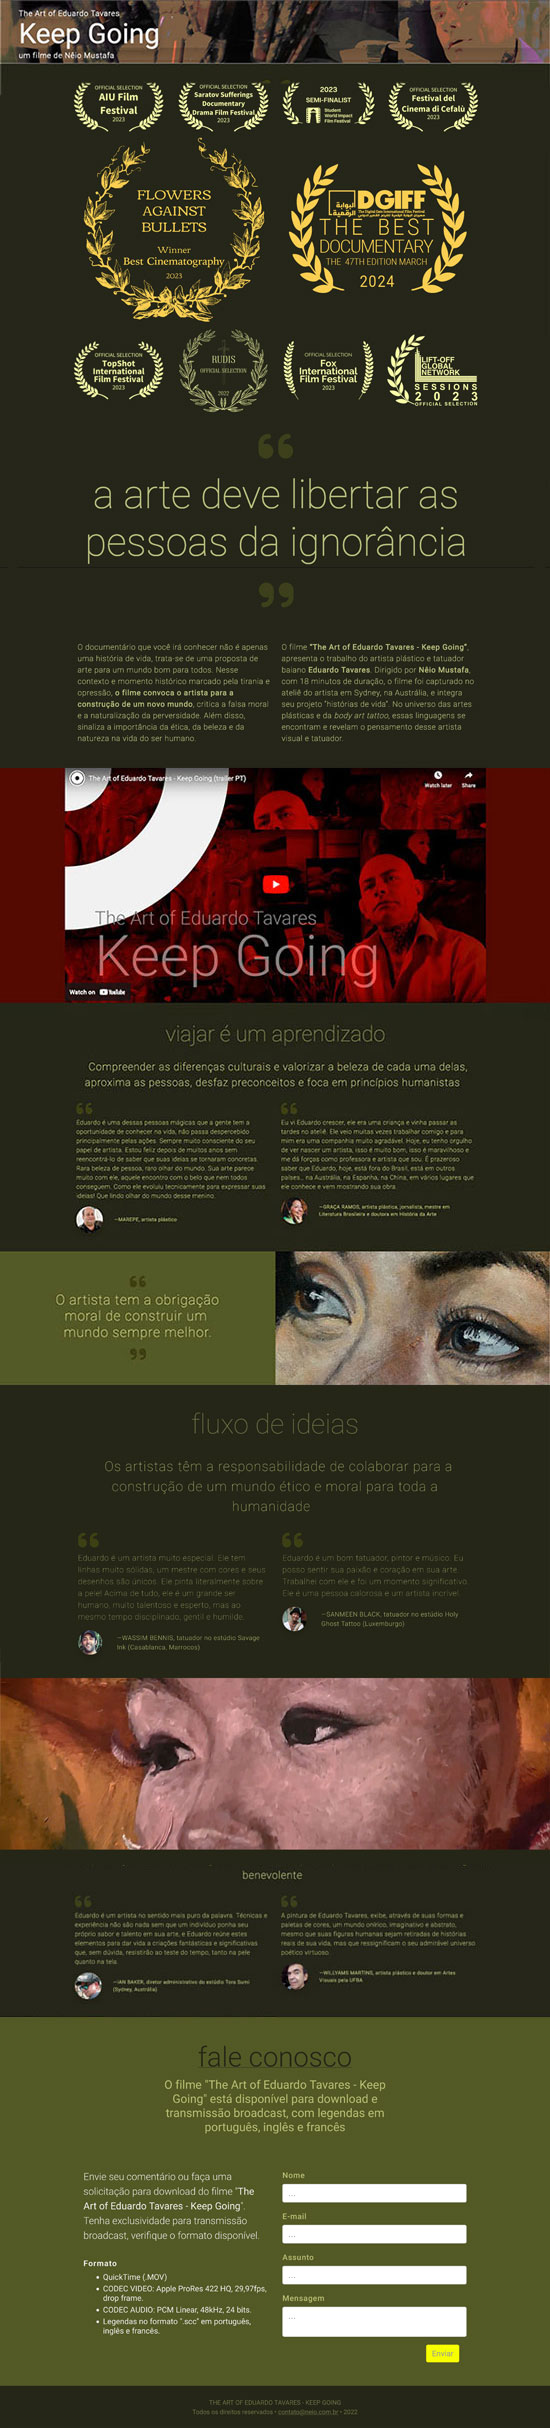 The Art of Eduardo Tavares
Keep Going
um filme de Nêio Mustafa
OFFICIAL SELECTION
AIU Film
Festival
2023
OFFICIAL SELECTION
Saratov Sufferings
Documentary
Drama Film Festival
2023
2023
SEMI-FINALIST
Student
World Impact
Film Festival
OFFICIAL SELECTION
Festival del
Cinema di Cefalù
2023
FLOWERS
AGAINST
BULLETS
Winner
Best Cinematography
2023
البوابة
الرقمية
DGIFF
THE BEST
DOCUMENTARY
THE 47TH EDITION MARCH
2024
OFFICIAL SELECTION
TopShot
International
Film Festival
2023
RUDIS
OFFICIAL SELECTION
2022
OFFICIAL SELECTION
Fox
International
Film Festival
2023
LIFT-OFF
GLOBAL
NETWORK
SESSIONS
2023
OFFICIAL SELECTION
“
a arte deve libertar as
pessoas da ignorância
”
O documentário que você irá conhecer não é apenas
uma história de vida, trata-se de uma proposta de
arte para um mundo bom para todos. Nesse
contexto e momento histórico marcado pela tirania e
opressão, o filme convoca o artista para a
construção de um novo mundo, critica a falsa moral
e a naturalização da perversidade. Além disso,
sinaliza a importância da ética, da beleza e da
natureza na vida do ser humano.
O filme "The Art of Eduardo Tavares - Keep Going",
apresenta o trabalho do artista plástico e tatuador
baiano Eduardo Tavares. Dirigido por Nêio Mustafa,
com 18 minutos de duração, o filme foi capturado no
ateliê do artista em Sydney, na Austrália, e integra
seu projeto "histórias de vida". No universo das artes
plásticas e da body art tattoo, essas linguagens se
encontram e revelam o pensamento desse artista
visual e tatuador.
The Art of Eduardo Tavares - Keep Going (trailer PT)
Watch later
Share
The Art of Eduardo Tavares
Keep Going
Watch on YouTube
viajar é um aprendizado
Compreender as diferenças culturais e valorizar a beleza de cada uma delas,
aproxima as pessoas, desfaz preconceitos e foca em princípios humanistas
“
Eduardo é uma dessas pessoas mágicas que a gente tem a
oportunidade de conhecer na vida, não passa despercebido
principalmente pelas ações. Sempre muito consciente do seu
papel de artista. Estou feliz depois de muitos anos sem
reencontrá-lo de saber que suas ideias se tornaram concretas.
Rara beleza de pessoa, raro olhar do mundo. Sua arte parece
muito com ele, aquele encontro com o belo que nem todos
conseguem. Como ele evoluiu tecnicamente para expressar suas
ideias! Que lindo olhar do mundo desse menino.
—MAREPE, artista plástico
“
Eu vi Eduardo crescer, ele era uma criança e vinha passar as
tardes no ateliê. Ele veio muitas vezes trabalhar comigo e para
mim era uma companhia muito agradável. Hoje, eu tenho orgulho
de ver nascer um artista, isso é muito bom, isso é maravilhoso e
me dá forças como professora e artista que sou. É prazeroso
saber que Eduardo, hoje, está fora do Brasil, está em outros
países... na Austrália, na Espanha, na China, em vários lugares que
ele conhece e vem mostrando sua obra.
—GRAÇA RAMOS, artista plástica, jornalista, mestre em
Literatura Brasileira e doutora em História da Arte
“
O artista tem a obrigação
moral de construir um
mundo sempre melhor.
”
fluxo de ideias
Os artistas têm a responsabilidade de colaborar para a
construção de um mundo ético e moral para toda a
humanidade
“
Eduardo é um artista muito especial. Ele tem
linhas muito sólidas, um mestre com cores e seus
desenhos são únicos. Ele pinta literalmente sobre
a pele! Acima de tudo, ele é um grande ser
humano, muito talentoso e esperto, mas ao
mesmo tempo disciplinado, gentil e humilde.
—WASSIM BENNIS, tatuador no estúdio Savage
Ink (Casablanca, Marrocos)
“
Eduardo é um bom tatuador, pintor e músico. Eu
posso sentir sua paixão e coração em sua arte.
Trabalhei com ele e foi um momento significativo.
Ele é uma pessoa calorosa e um artista incrível.
—SANMEEN BLACK, tatuador no estúdio Holy
Ghost Tattoo (Luxemburgo)
benevolente
“
Eduardo é um artista no sentido mais puro da palavra. Técnicas e
experiência não são nada sem que um indivíduo ponha seu
próprio sabor e talento em sua arte, e Eduardo reúne estes
elementos para dar vida a criações fantásticas e significativas
que, sem dúvida, resistirão ao teste do tempo, tanto na pele
quanto na tela.
—IAN BAKER, diretor administrativo do estúdio Tora Sumi
(Sydney, Austrália)
“
A pintura de Eduardo Tavares, exibe, através de suas formas e
paletas de cores, um mundo onírico, imaginativo e abstrato,
mesmo que suas figuras humanas sejam retiradas de histórias
reais de sua vida, mas que ressignificam o seu admirável universo
poético virtuoso.
—WILLYAMS MARTINS, artista plástico e doutor em Artes
Visuais pela UFBA
fale conosco
O filme "The Art of Eduardo Tavares - Keep
Going" está disponível para download e
transmissão broadcast, com legendas em
português, inglês e francês
Envie seu comentário ou faça uma
solicitação para download do filme "The
Art of Eduardo Tavares - Keep Going".
Tenha exclusividade para transmissão
broadcast, verifique o formato disponível.
Formato
• QuickTime (.MOV)
• CODEC VIDEO: Apple ProRes 422 HQ, 29,97fps,
drop frame.
• CODEC AUDIO: PCM Linear, 48kHz, 24 bits.
• Legendas no formato ".scc" em português,
inglês e francês.
Nome
...
E-mail
...
Assunto
...
Mensagem
...
Enviar
THE ART OF EDUARDO TAVARES - KEEP GOING
Todos os direitos reservados • contato@neio.com.br • 2022